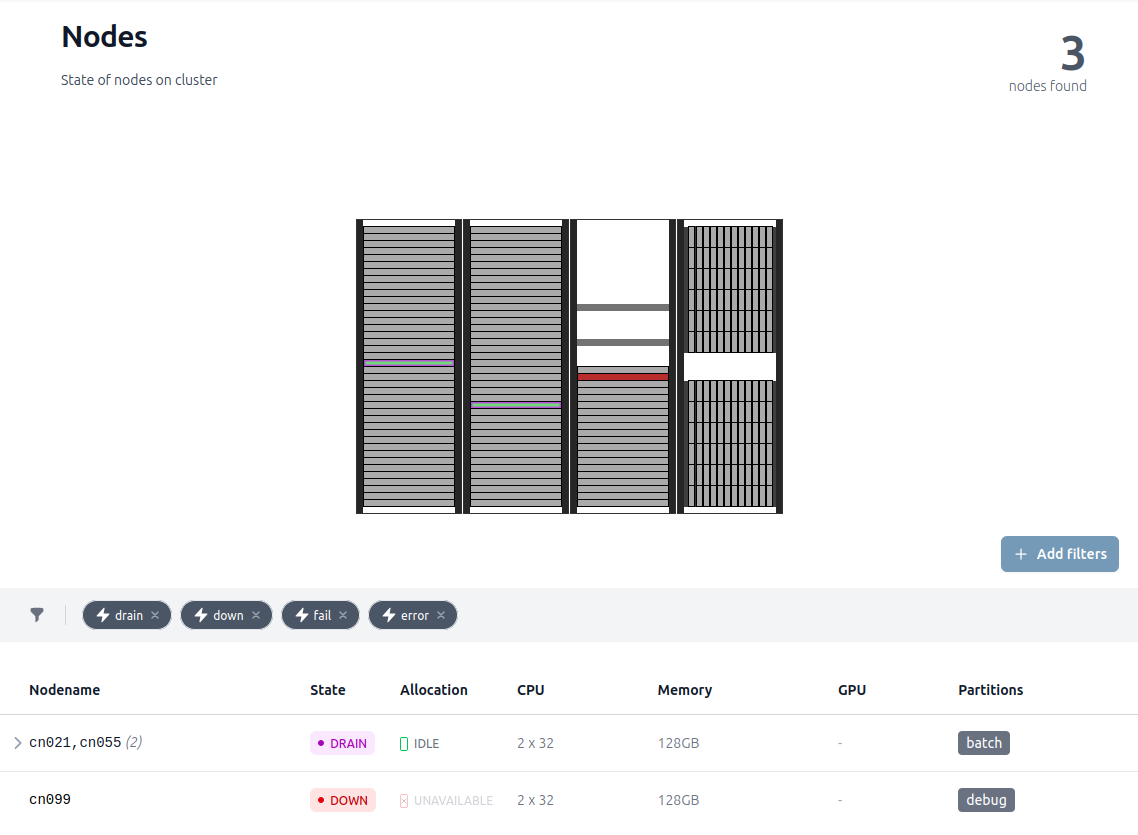 Nodes
State of nodes on cluster
3
nodes found
+ Add filters
drain × down × fail × error ×
Nodename State Allocation CPU Memory GPU Partitions
cn021,cn055 (2) DRAIN IDLE 2 x 32 128GB - batch
cn099 DOWN UNAVAILABLE 2 x 32 128GB - debug